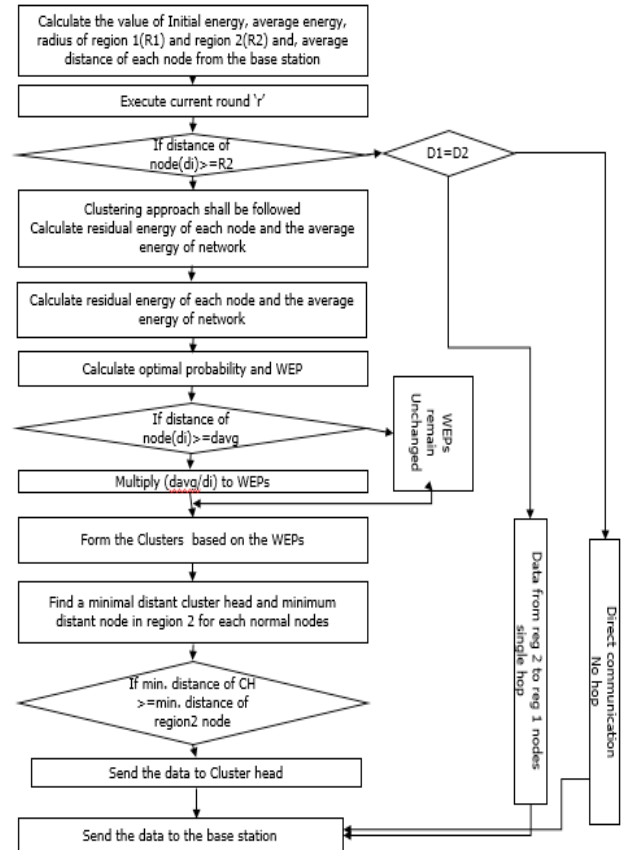 Calculate the value of Initial energy, average energy,
radius of region 1(R1) and region 2(R2) and, average
distance of each node from the base station
Execute current round 'r'
If distance of
node(di)>=R2
D1=D2
Clustering approach shall be followed
Calculate residual energy of each node and the average
energy of network
Calculate residual energy of each node and the average
energy of network
Calculate optimal probability and WEP
If distance of
node(di)>=davg
WEPs
remain
Unchanged
Multiply (davg/di) to WEPs
Form the Clusters based on the WEPs
Find a minimal distant cluster head and minimum
distant node in region 2 for each normal nodes
If min. distance of CH
>=min. distance of
region2 node
Send the data to Cluster head
Send the data to the base station
Data from reg 2 to reg 1 nodes
single hop
Direct communication
No hop